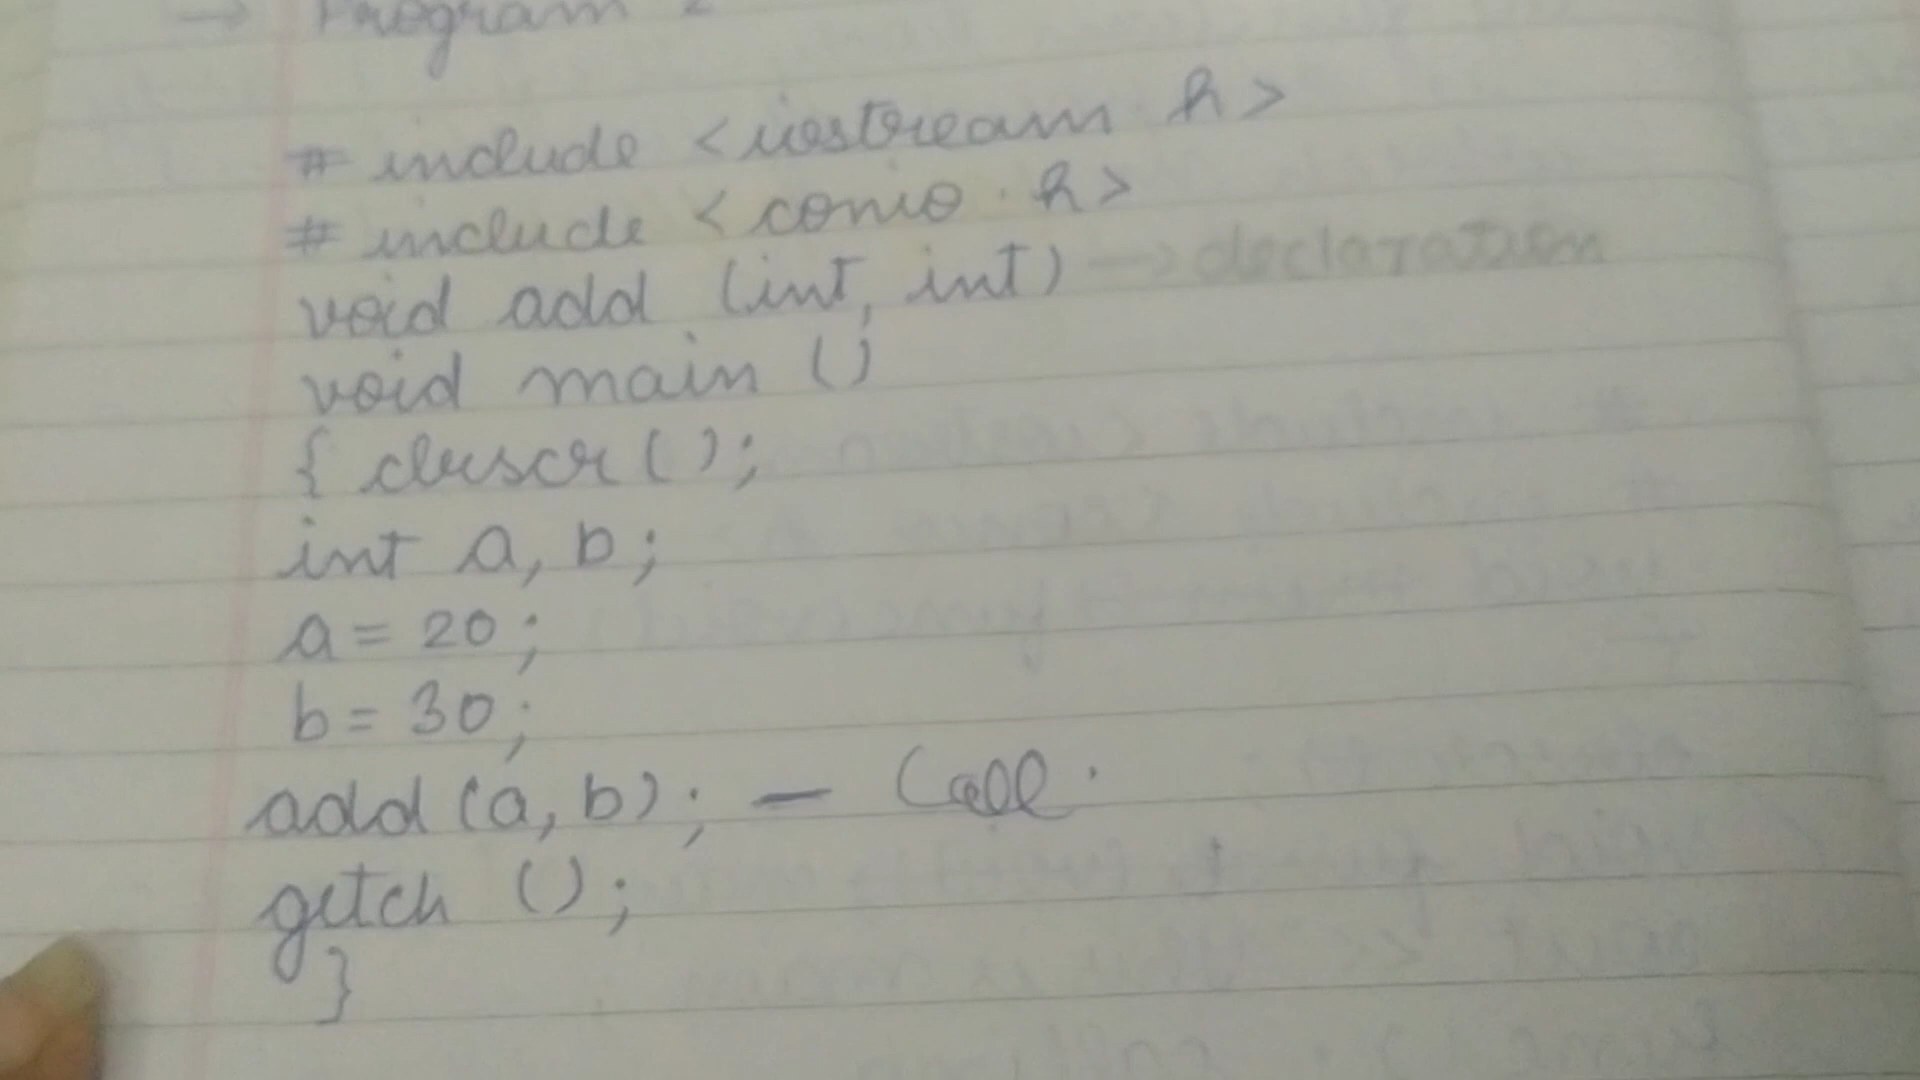 → Program 2
# include <iostream.h>
# include <conio.h>
void add (int, int) → declaration
void main ()
{ clrscr ();
int a, b;
a = 20;
b = 30;
add (a, b); — Call.
getch ();
}